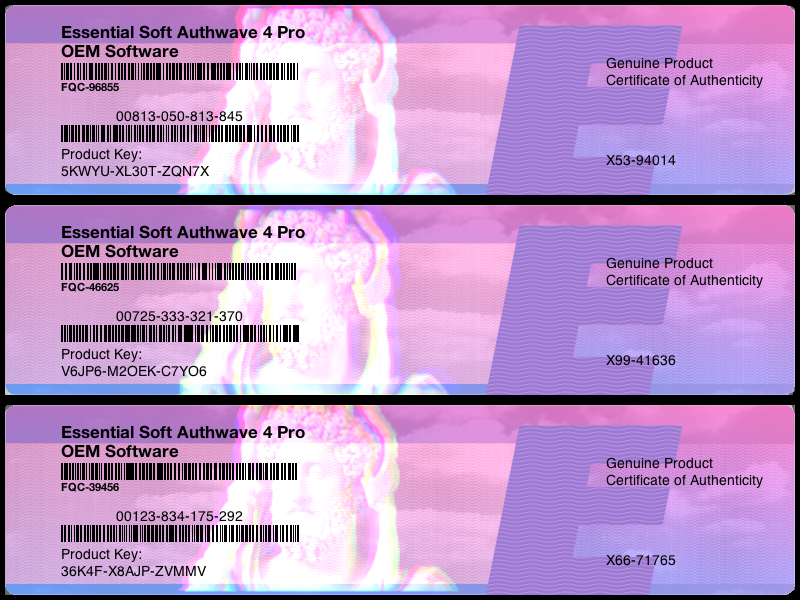 Essential Soft Authwave 4 Pro
OEM Software
FQC-96855
00813-050-813-845
Product Key:
5KWYU-XL30T-ZQN7X
Genuine Product
Certificate of Authenticity
X53-94014
Essential Soft Authwave 4 Pro
OEM Software
FQC-46625
00725-333-321-370
Product Key:
V6JP6-M2OEK-C7YO6
Genuine Product
Certificate of Authenticity
X99-41636
Essential Soft Authwave 4 Pro
OEM Software
FQC-39456
00123-834-175-292
Product Key:
36K4F-X8AJP-ZVMMV
Genuine Product
Certificate of Authenticity
X66-71765